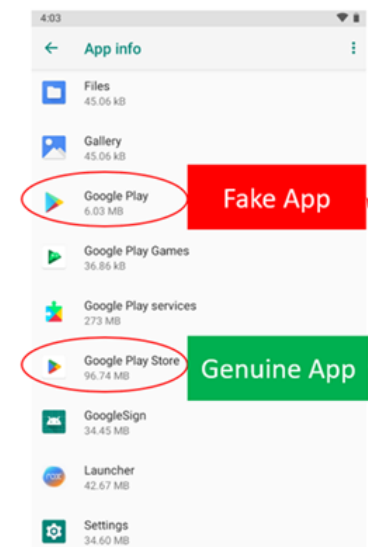 4:03
App info
Files
45.06 kB
Gallery
45.06 kB
Google Play
6.03 MB
Fake App
Google Play Games
36.86 kB
Google Play services
273 MB
Google Play Store
96.74 MB
Genuine App
GoogleSign
34.45 MB
Launcher
42.67 MB
Settings
34.60 MB